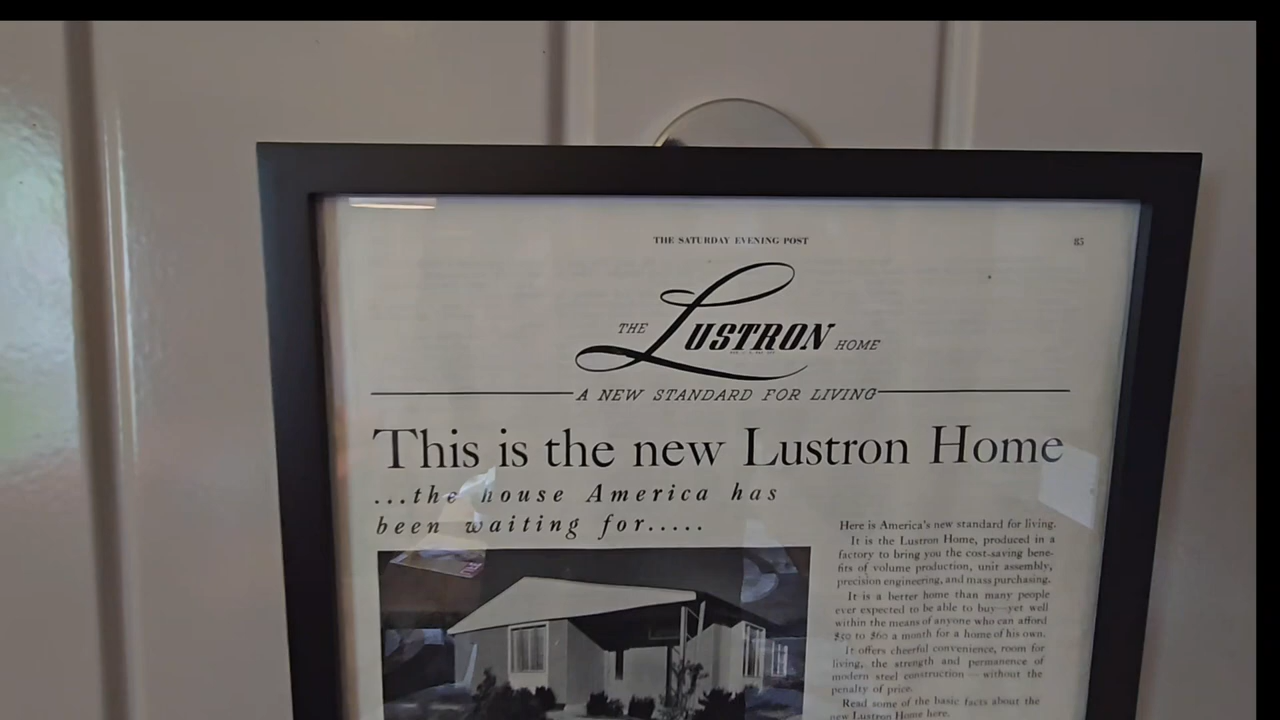 THE SATURDAY EVENING POST
85
THE LUSTRON HOME
A NEW STANDARD FOR LIVING
This is the new Lustron Home
...the house America has
been waiting for.....
Here is America's new standard for living.
It is the Lustron Home, produced in a
factory to bring you the cost-saving bene-
fits of volume production, unit assembly,
precision engineering, and mass purchasing.
It is a better home than many people
ever expected to be able to buy—yet well
within the means of anyone who can afford
$50 to $60 a month for a home of his own.
It offers cheerful convenience, room for
living, the strength and permanence of
modern steel construction — without the
penalty of price.
Read some of the basic facts about the
new Lustron Home here.